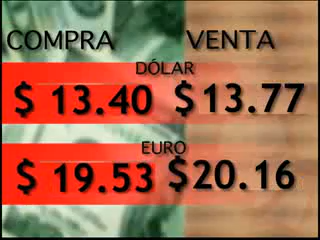 COMPRA VENTA
DÓLAR
$ 13.40 $ 13.77
EURO
$ 19.53 $20.16